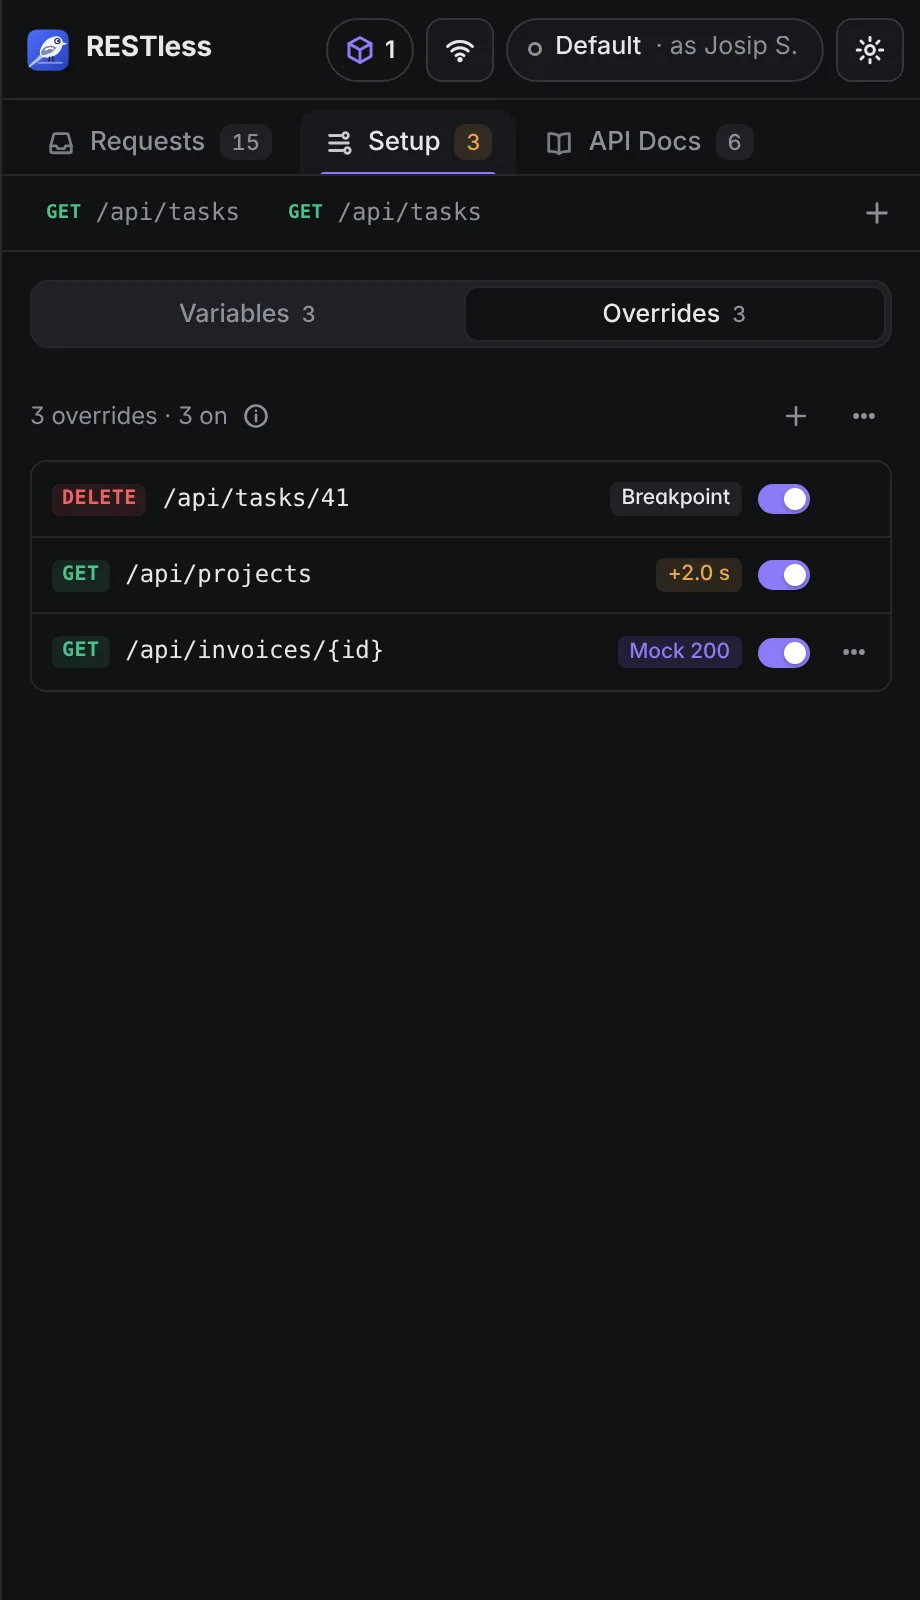 RESTless 1 Default · as Josip S.
Requests 15 Setup 3 API Docs 6
GET /api/tasks GET /api/tasks
Variables 3 Overrides 3
3 overrides · 3 on
DELETE /api/tasks/41 Breakpoint
GET /api/projects +2.0 s
GET /api/invoices/{id} Mock 200